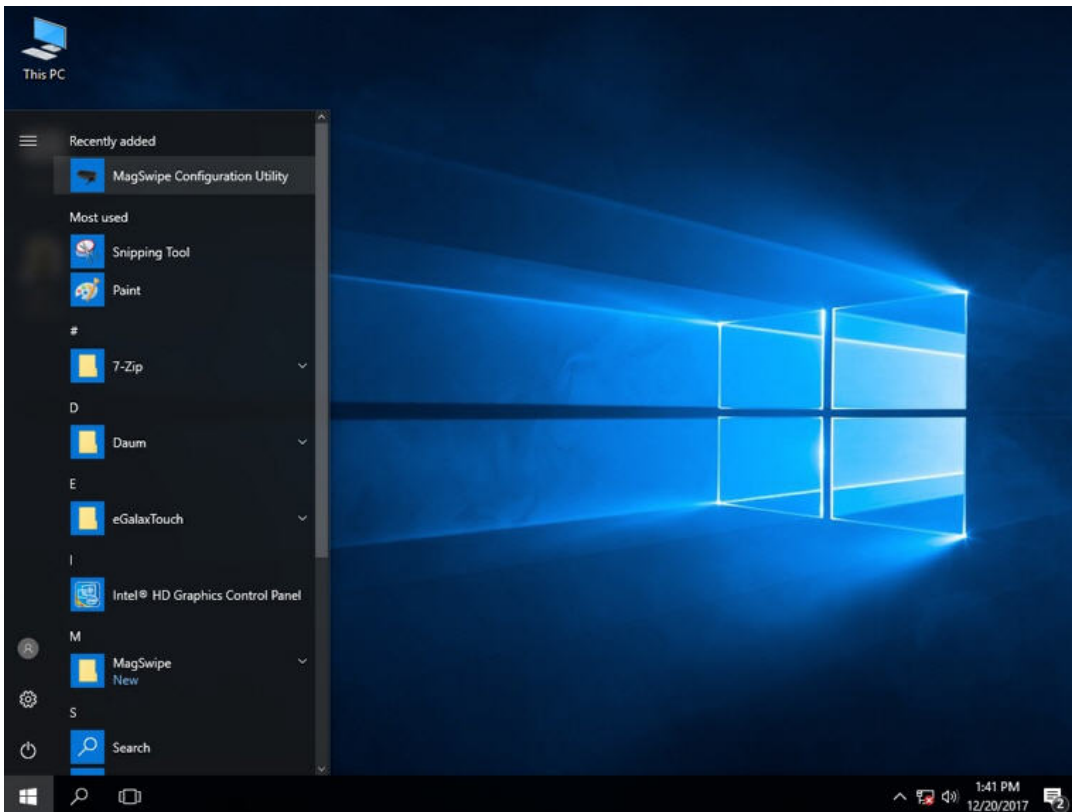 This PC
Recently added
MagSwipe Configuration Utility
Most used
Snipping Tool
Paint
#
7-Zip
D
Daum
E
eGalaxTouch
I
Intel® HD Graphics Control Panel
M
MagSwipe
New
S
Search
1:41 PM
12/20/2017
2